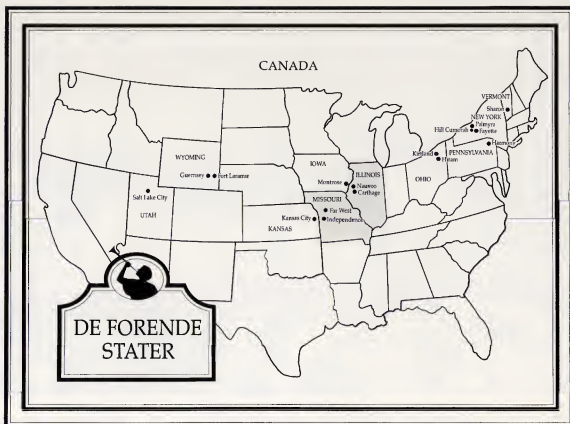 CANADA
VERMONT
Sharon
NEW YORK
Palmyra
Hill Cumorah
Fayette
Harmony
PENNSYLVANIA
Kirtland
Hiram
OHIO
WYOMING
Guernsey
Fort Laramie
IOWA
ILLINOIS
Montrose
Nauvoo
Carthage
MISSOURI
Far West
Kansas City
Independence
KANSAS
Salt Lake City
UTAH
DE FORENDE
STATER